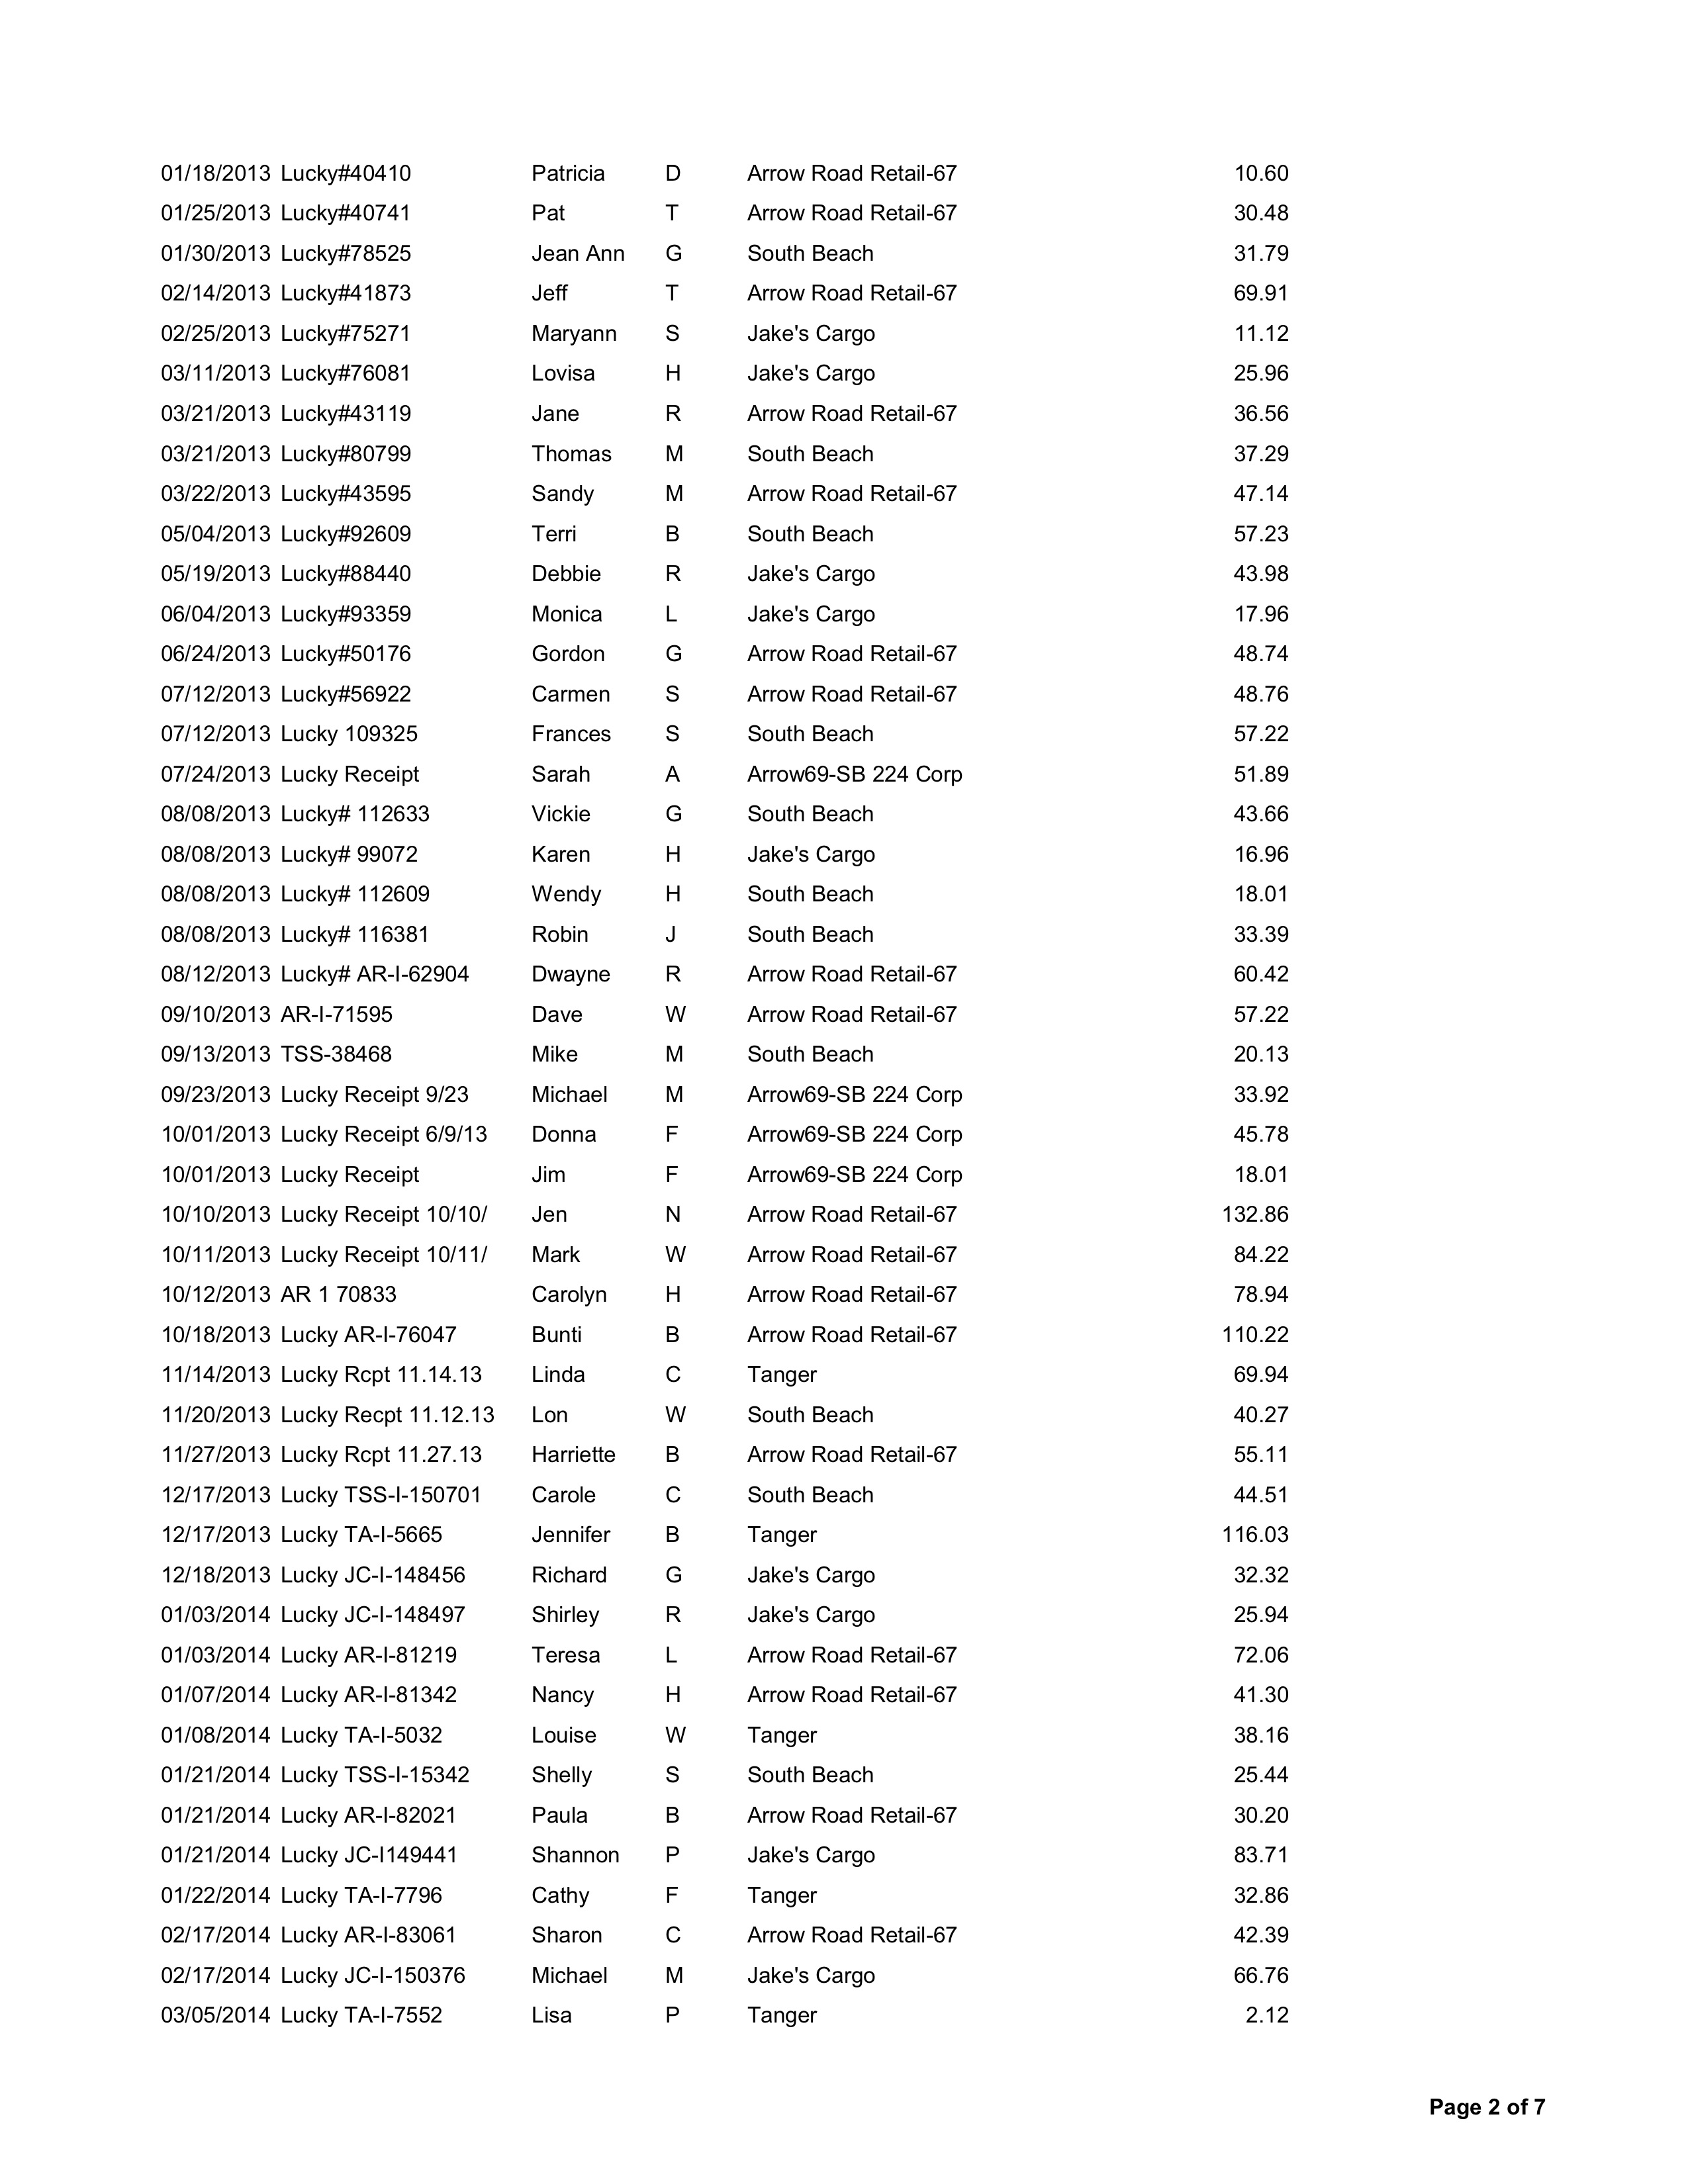 01/18/2013 Lucky#40410 Patricia D Arrow Road Retail-67 10.60
01/25/2013 Lucky#40741 Pat T Arrow Road Retail-67 30.48
01/30/2013 Lucky#78525 Jean Ann G South Beach 31.79
02/14/2013 Lucky#41873 Jeff T Arrow Road Retail-67 69.91
02/25/2013 Lucky#75271 Maryann S Jake's Cargo 11.12
03/11/2013 Lucky#76081 Lovisa H Jake's Cargo 25.96
03/21/2013 Lucky#43119 Jane R Arrow Road Retail-67 36.56
03/21/2013 Lucky#80799 Thomas M South Beach 37.29
03/22/2013 Lucky#43595 Sandy M Arrow Road Retail-67 47.14
05/04/2013 Lucky#92609 Terri B South Beach 57.23
05/19/2013 Lucky#88440 Debbie R Jake's Cargo 43.98
06/04/2013 Lucky#93359 Monica L Jake's Cargo 17.96
06/24/2013 Lucky#50176 Gordon G Arrow Road Retail-67 48.74
07/12/2013 Lucky#56922 Carmen S Arrow Road Retail-67 48.76
07/12/2013 Lucky 109325 Frances S South Beach 57.22
07/24/2013 Lucky Receipt Sarah A Arrow69-SB 224 Corp 51.89
08/08/2013 Lucky# 112633 Vickie G South Beach 43.66
08/08/2013 Lucky# 99072 Karen H Jake's Cargo 16.96
08/08/2013 Lucky# 112609 Wendy H South Beach 18.01
08/08/2013 Lucky# 116381 Robin J South Beach 33.39
08/12/2013 Lucky# AR-I-62904 Dwayne R Arrow Road Retail-67 60.42
09/10/2013 AR-I-71595 Dave W Arrow Road Retail-67 57.22
09/13/2013 TSS-38468 Mike M South Beach 20.13
09/23/2013 Lucky Receipt 9/23 Michael M Arrow69-SB 224 Corp 33.92
10/01/2013 Lucky Receipt 6/9/13 Donna F Arrow69-SB 224 Corp 45.78
10/01/2013 Lucky Receipt Jim F Arrow69-SB 224 Corp 18.01
10/10/2013 Lucky Receipt 10/10/ Jen N Arrow Road Retail-67 132.86
10/11/2013 Lucky Receipt 10/11/ Mark W Arrow Road Retail-67 84.22
10/12/2013 AR 1 70833 Carolyn H Arrow Road Retail-67 78.94
10/18/2013 Lucky AR-I-76047 Bunti B Arrow Road Retail-67 110.22
11/14/2013 Lucky Rcpt 11.14.13 Linda C Tanger 69.94
11/20/2013 Lucky Recpt 11.12.13 Lon W South Beach 40.27
11/27/2013 Lucky Rcpt 11.27.13 Harriette B Arrow Road Retail-67 55.11
12/17/2013 Lucky TSS-I-150701 Carole C South Beach 44.51
12/17/2013 Lucky TA-I-5665 Jennifer B Tanger 116.03
12/18/2013 Lucky JC-I-148456 Richard G Jake's Cargo 32.32
01/03/2014 Lucky JC-I-148497 Shirley R Jake's Cargo 25.94
01/03/2014 Lucky AR-I-81219 Teresa L Arrow Road Retail-67 72.06
01/07/2014 Lucky AR-I-81342 Nancy H Arrow Road Retail-67 41.30
01/08/2014 Lucky TA-I-5032 Louise W Tanger 38.16
01/21/2014 Lucky TSS-I-15342 Shelly S South Beach 25.44
01/21/2014 Lucky AR-I-82021 Paula B Arrow Road Retail-67 30.20
01/21/2014 Lucky JC-I149441 Shannon P Jake's Cargo 83.71
01/22/2014 Lucky TA-I-7796 Cathy F Tanger 32.86
02/17/2014 Lucky AR-I-83061 Sharon C Arrow Road Retail-67 42.39
02/17/2014 Lucky JC-I-150376 Michael M Jake's Cargo 66.76
03/05/2014 Lucky TA-I-7552 Lisa P Tanger 2.12
Page 2 of 7